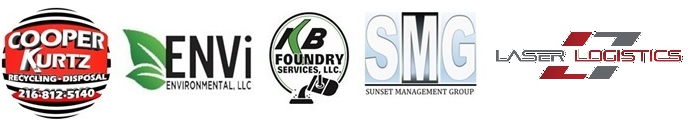 COOPER
KURTZ
RECYCLING-DISPOSAL
216-812-5140
ENVi
ENVIRONMENTAL, LLC
KB
FOUNDRY
SERVICES, LLC.
SMG
SUNSET MANAGEMENT GROUP
LASER LOGISTICS